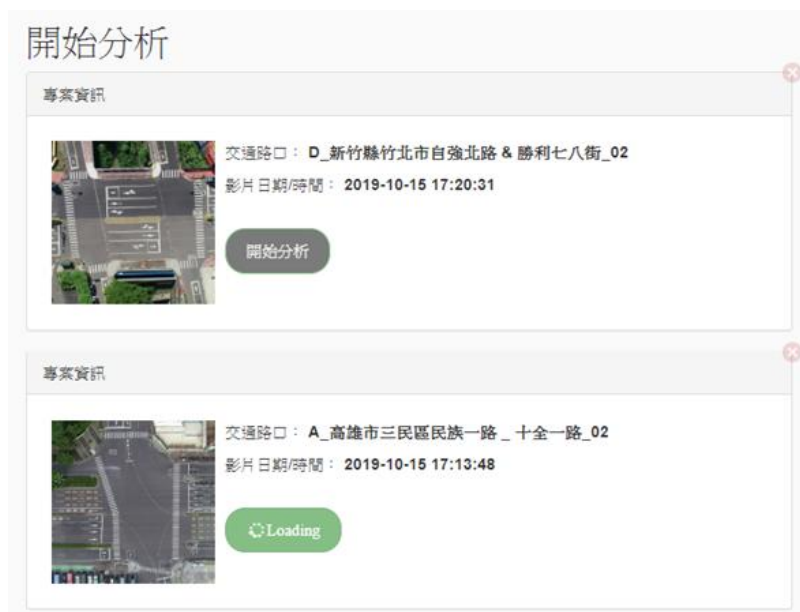 開始分析
專案資訊
交通路口： D_新竹縣竹北市自強北路 & 勝利七八街_02
影片日期/時間： 2019-10-15 17:20:31
開始分析
專案資訊
交通路口： A_高雄市三民區民族一路 _ 十全一路_02
影片日期/時間： 2019-10-15 17:13:48
Loading